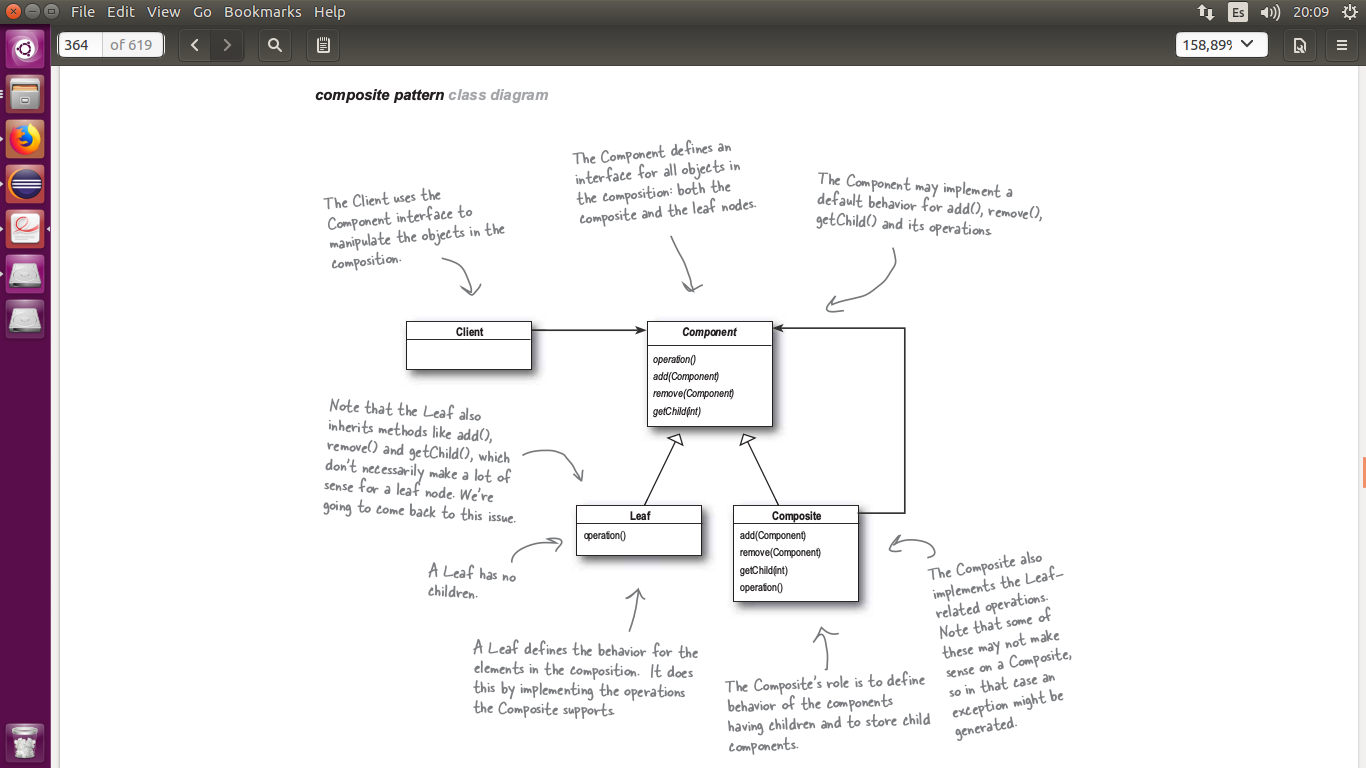 File Edit View Go Bookmarks Help
Es
20:09
364 of 619
158,89%
composite pattern class diagram
The Client uses the
Component interface to
manipulate the objects in the
composition.
The Component defines an
interface for all objects in
the composition: both the
composite and the leaf nodes.
The Component may implement a
default behavior for add(), remove(),
getChild() and its operations.
Client
Component
operation()
add(Component)
remove(Component)
getChild(int)
Note that the Leaf also
inherits methods like add(),
remove() and getChild(), which
don't necessarily make a lot of
sense for a leaf node. We're
going to come back to this issue.
Leaf
operation()
Composite
add(Component)
remove(Component)
getChild(int)
operation()
A Leaf has no
children.
A Leaf defines the behavior for the
elements in the composition. It does
this by implementing the operations
the Composite supports.
The Composite's role is to define
behavior of the components
having children and to store child
components.
The Composite also
implements the Leaf-
related operations.
Note that some of
these may not make
sense on a Composite,
so in that case an
exception might be
generated.